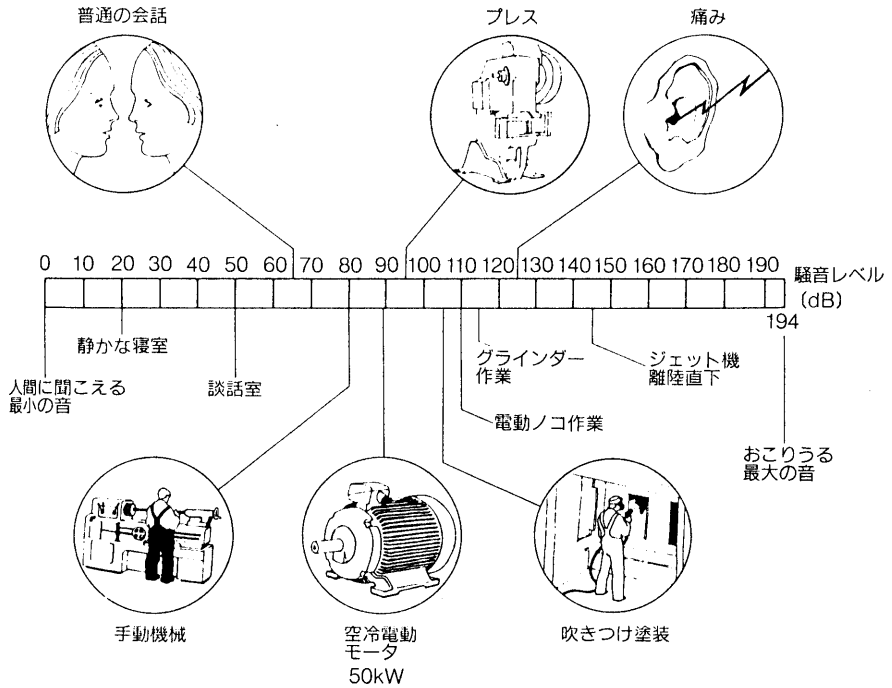 普通の会話
プレス
痛み
0 10 20 30 40 50 60 70 80 90 100 110 120 130 140 150 160 170 180 190
騒音レベル
(dB)
194
静かな寝室
人間に聞こえる
最小の音
談話室
グラインダー
作業
ジェット機
離陸直下
電動ノコ作業
おこりうる
最大の音
手動機械
空冷電動
モータ
50kW
吹きつけ塗装